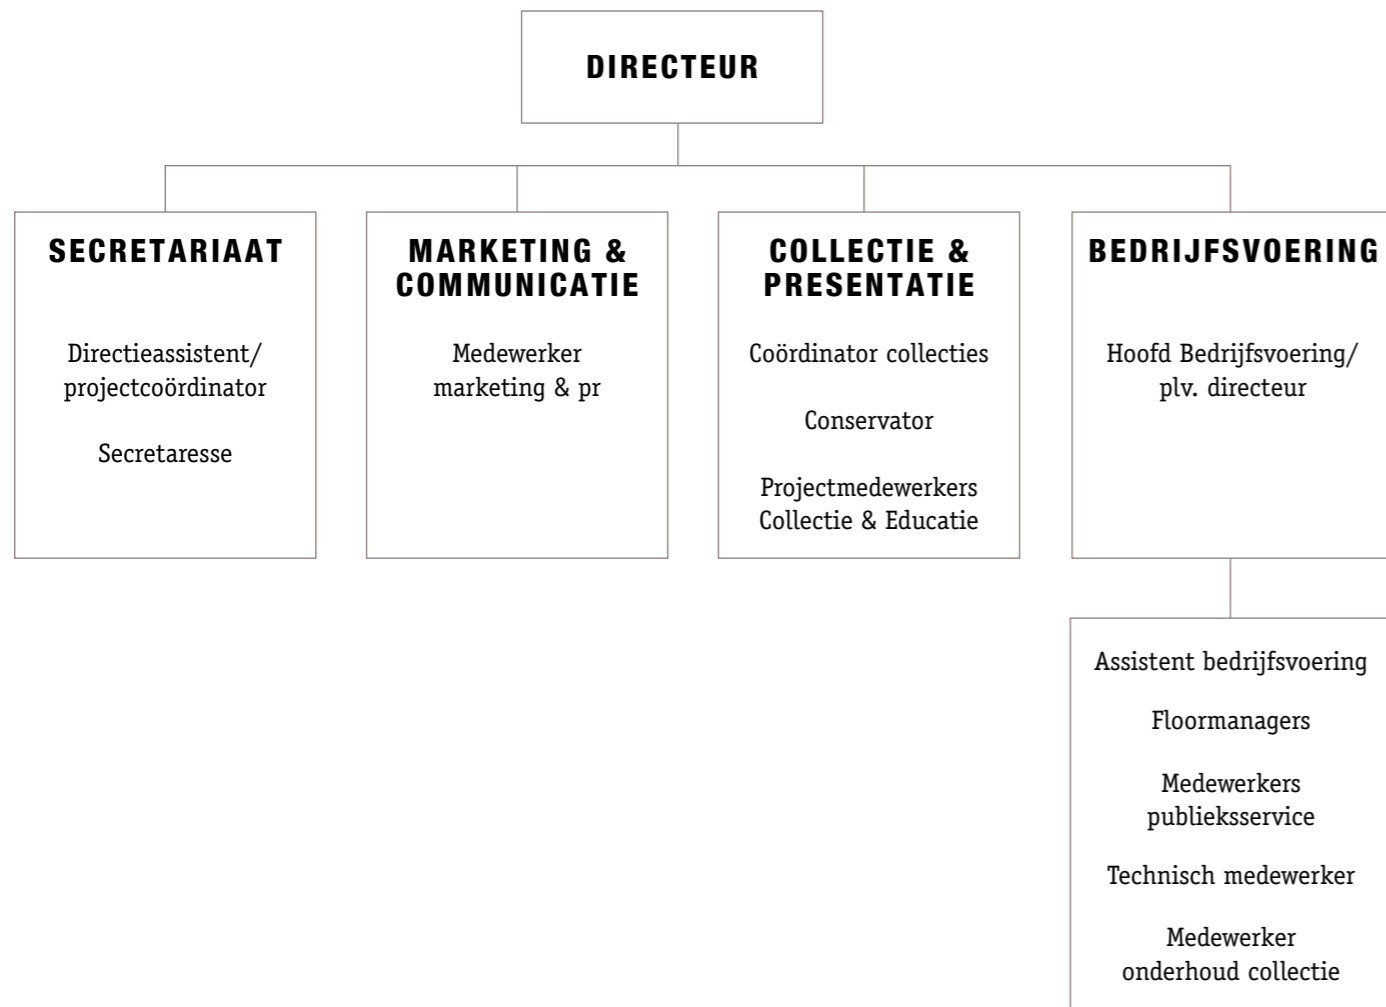 DIRECTEUR
SECRETARIAAT
Directieassistent/
projectcoördinator
Secretaresse
MARKETING &
COMMUNICATIE
Medewerker
marketing & pr
COLLECTIE &
PRESENTATIE
Coördinator collecties
Conservator
Projectmedewerkers
Collectie & Educatie
BEDRIJFSVOERING
Hoofd Bedrijfsvoering/
plv. directeur
Assistent bedrijfsvoering
Floormanagers
Medewerkers
publieksservice
Technisch medewerker
Medewerker
onderhoud collectie